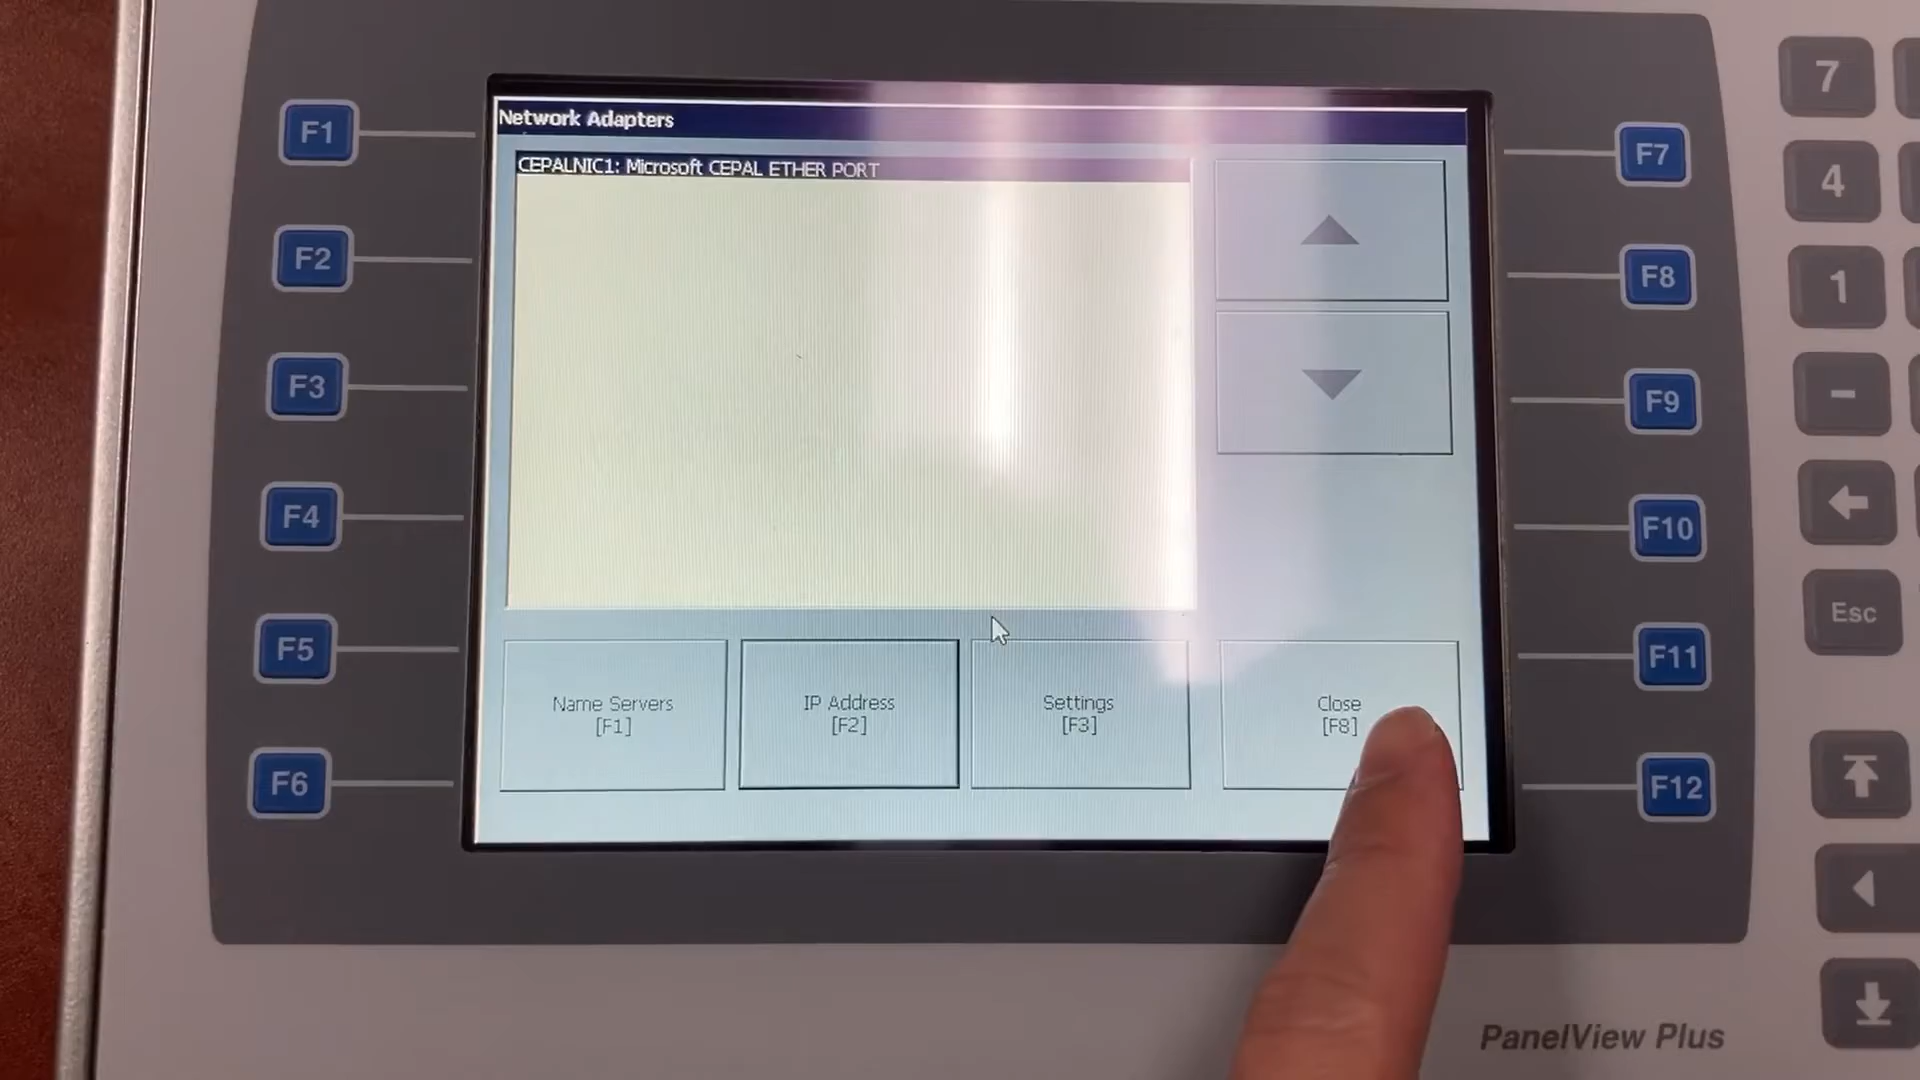 Network Adapters
CEPALNIC1: Microsoft CEPAL ETHER PORT
Name Servers
[F1]
IP Address
[F2]
Settings
[F3]
Close
[F8]
F1
F2
F3
F4
F5
F6
F7
F8
F9
F10
F11
F12
7
4
1
-
Esc
PanelView Plus